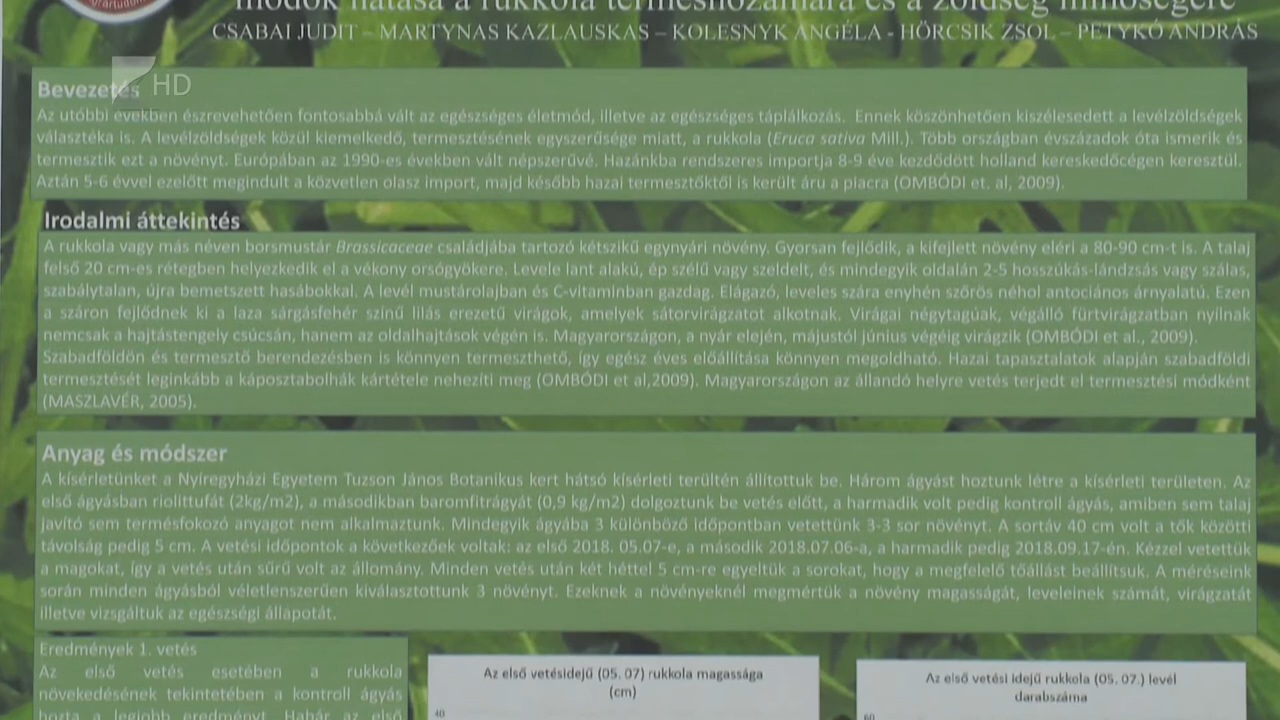 módok hatása a rukkola terméshozamára és a zöldség minőségére
CSABAI JUDIT – MARTYNAS KAZLAUSKAS – KOLESNYK ANGÉLA - HÖRCSIK ZSOL – PETYKÓ ANDRÁS
HD
Bevezetés
Az utóbbi években észrevehetően fontosabbá vált az egészséges életmód, illetve az egészséges táplálkozás. Ennek köszönhetően kiszélesedett a levélzöldségek
választéka is. A levélzöldségek közül kiemelkedő, termesztésének egyszerűsége miatt, a rukkola (Eruca sativa Mill.). Több országban évszázadok óta ismerik és
termesztik ezt a növényt. Európában az 1990-es években vált népszerűvé. Hazánkba rendszeres importja 8-9 éve kezdődött holland kereskedőcégen keresztül.
Aztán 5-6 évvel ezelőtt megindult a közvetlen olasz import, majd később hazai termesztőktől is került áru a piacra (OMBÓDI et. al, 2009).
Irodalmi áttekintés
A rukkola vagy más néven borsmustár Brassicaceae családjába tartozó kétszikű egynyári növény. Gyorsan fejlődik, a kifejlett növény eléri a 80-90 cm-t is. A talaj
felső 20 cm-es rétegben helyezkedik el a vékony orsógyökere. Levele lant alakú, ép szélű vagy szeldelt, és mindegyik oldalán 2-5 hosszúkás-lándzsás vagy szálas,
szabálytalan, újra bemetszett hasábokkal. A levél mustárolajban és C-vitaminban gazdag. Elágazó, leveles szára enyhén szőrös néhol antociános árnyalatú. Ezen
a száron fejlődnek ki a laza sárgásfehér színű lilás erezetű virágok, amelyek sátorvirágzatot alkotnak. Virágai négytagúak, végálló fürtvirágzatban nyílnak
nemcsak a hajtástengely csúcsán, hanem az oldalhajtások végén is. Magyarországon, a nyár elején, májustól június végéig virágzik (OMBÓDI et al., 2009).
Szabadföldön és termesztő berendezésben is könnyen termeszthető, így egész éves előállítása könnyen megoldható. Hazai tapasztalatok alapján szabadföldi
termesztését leginkább a káposztabolhák kártétele nehezíti meg (OMBÓDI et al,2009). Magyarországon az állandó helyre vetés terjedt el termesztési módként
(MASZLAVÉR, 2005).
Anyag és módszer
A kísérletünket a Nyíregyházi Egyetem Tuzson János Botanikus kert hátsó kísérleti terültén állítottuk be. Három ágyást hoztunk létre a kísérleti területen. Az
első ágyásban riolittufát (2kg/m2), a másodikban baromfitrágyát (0,9 kg/m2) dolgoztunk be vetés előtt, a harmadik volt pedig kontroll ágyás, amiben sem talaj
javító sem termésfokozó anyagot nem alkalmaztunk. Mindegyik ágyába 3 különböző időpontban vetettünk 3-3 sor növényt. A sortáv 40 cm volt a tők közötti
távolság pedig 5 cm. A vetési időpontok a következőek voltak: az első 2018. 05.07-e, a második 2018.07.06-a, a harmadik pedig 2018.09.17-én. Kézzel vetettük
a magokat, így a vetés után sűrű volt az állomány. Minden vetés után két héttel 5 cm-re egyeltük a sorokat, hogy a megfelelő tőállást beállítsuk. A méréseink
során minden ágyásból véletlenszerűen kiválasztottunk 3 növényt. Ezeknek a növényeknél megmértük a növény magasságát, leveleinek számát, virágzatát
illetve vizsgáltuk az egészségi állapotát.
Eredmények 1. vetés
Az első vetés esetében a rukkola
növekedésének tekintetében a kontroll ágyás
hozta a legjobb eredményt. Habár az első
Az első vetésidejű (05. 07) rukkola magassága
(cm)
40
Az első vetési idejű rukkola (05. 07.) levél
darabszáma
60